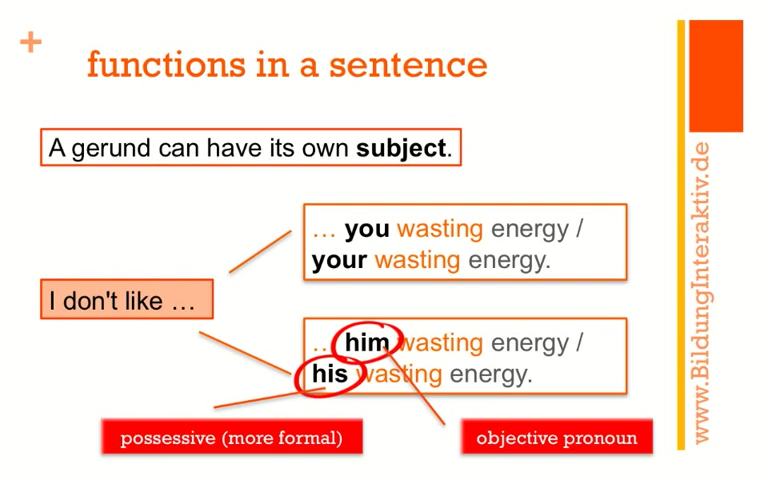 +
functions in a sentence
A gerund can have its own subject.
… you wasting energy /
your wasting energy.
I don't like …
… him wasting energy /
his wasting energy.
possessive (more formal)
objective pronoun
www.BildungInteraktiv.de